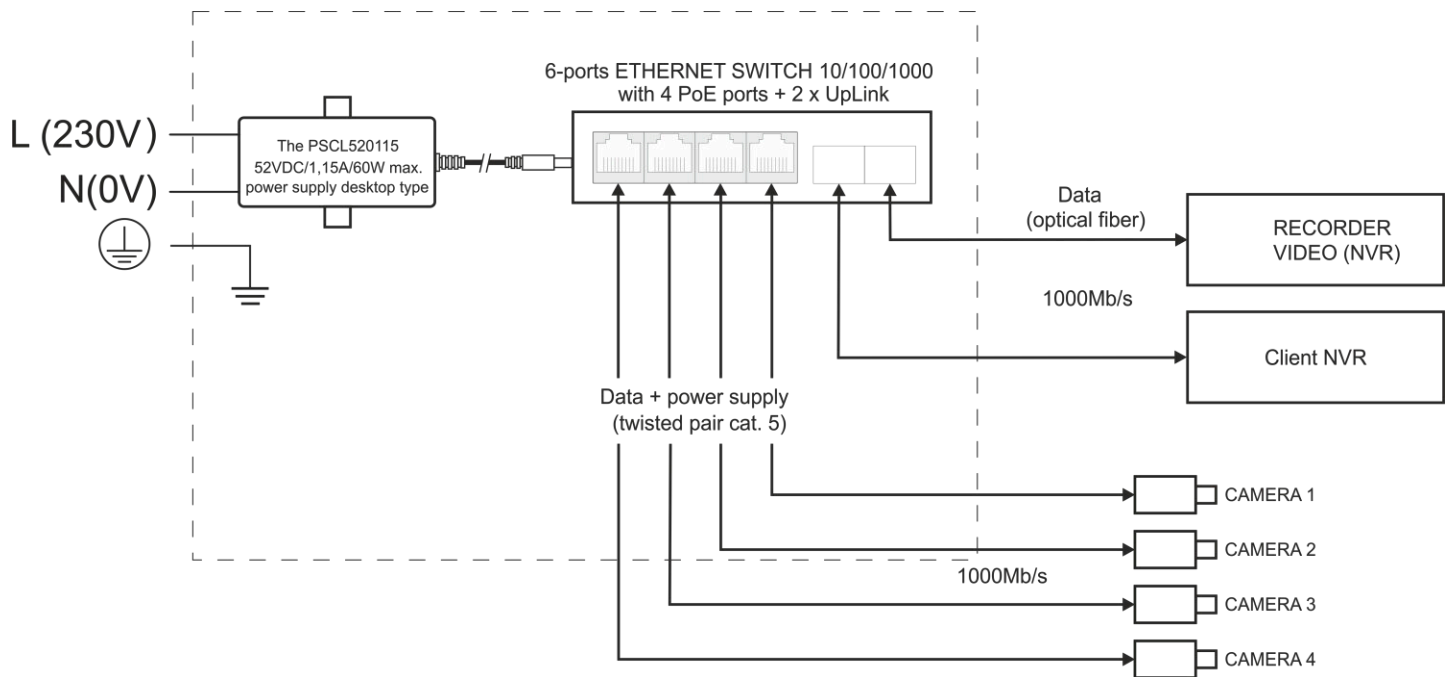 6-ports ETHERNET SWITCH 10/100/1000
with 4 PoE ports + 2 x UpLink
L (230V)
N(0V)
The PSCL520115
52VDC/1,15A/60W max.
power supply desktop type
Data
(optical fiber)
RECORDER
VIDEO (NVR)
1000Mb/s
Client NVR
Data + power supply
(twisted pair cat. 5)
CAMERA 1
CAMERA 2
1000Mb/s
CAMERA 3
CAMERA 4